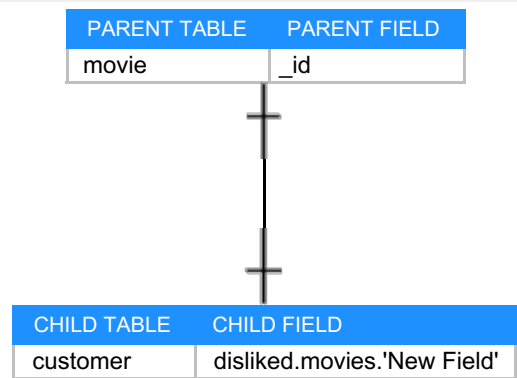 PARENT TABLE PARENT FIELD
movie _id
CHILD TABLE CHILD FIELD
customer disliked.movies.'New Field'